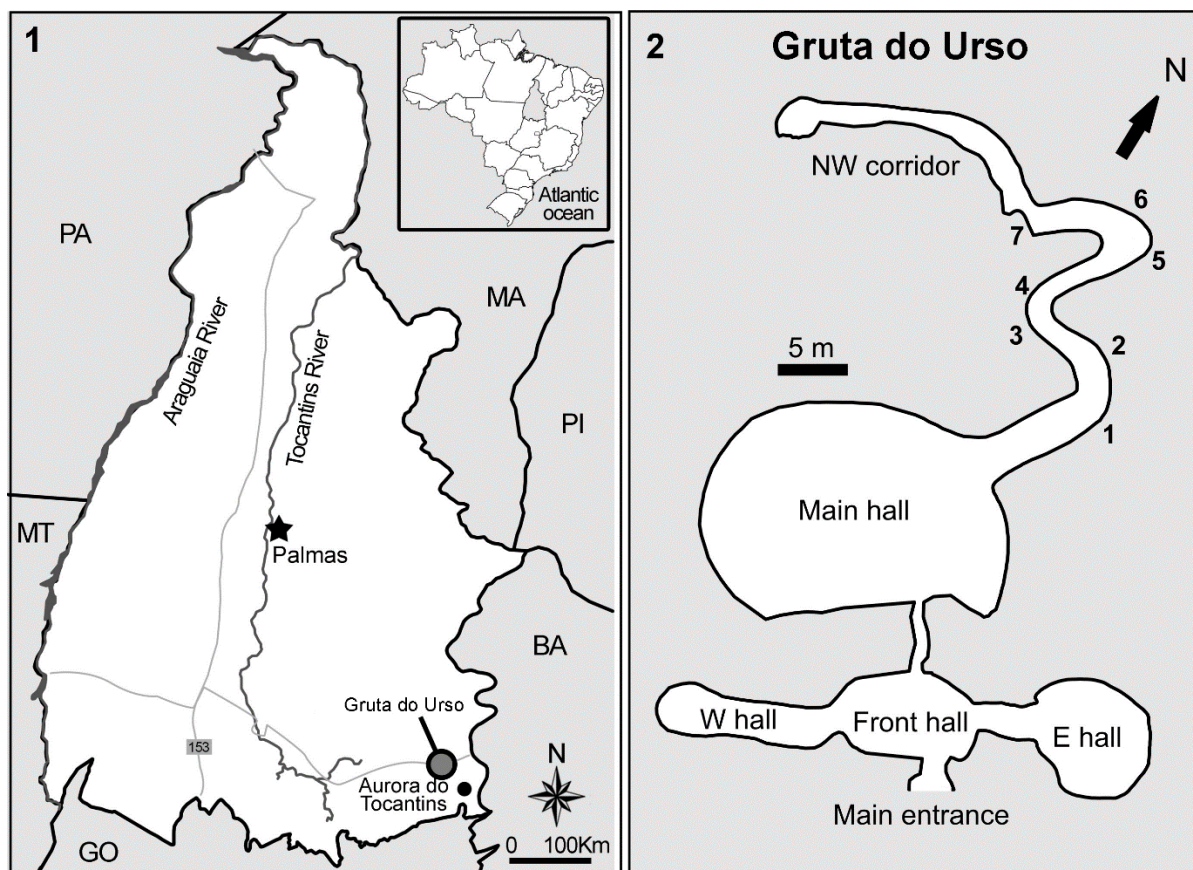 1
Atlantic
ocean
PA
MA
Araguaia River
Tocantins River
PI
MT
Palmas
BA
Gruta do Urso
153
N
Aurora do
Tocantins
GO
0 100Km
2 Gruta do Urso
N
NW corridor
6
7
5
4
3
2
5 m
1
Main hall
W hall
Front hall
E hall
Main entrance